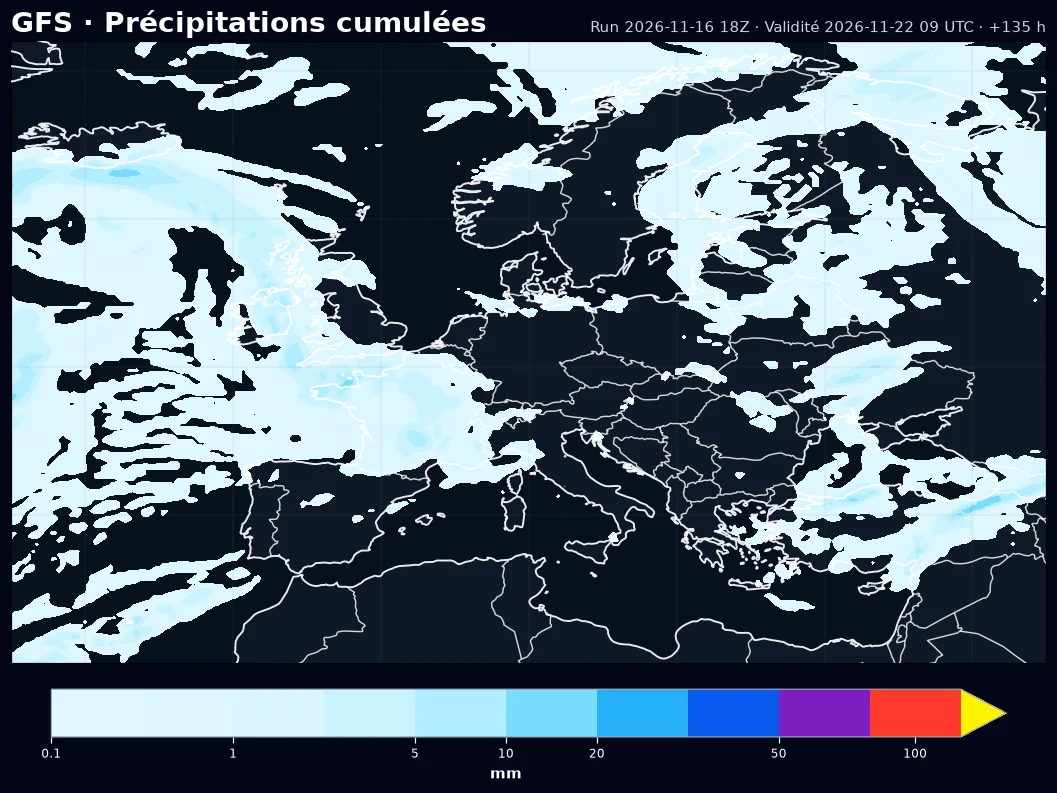 GFS · Précipitations cumulées
Run 2026-11-16 18Z · Validité 2026-11-22 09 UTC · +135 h
0.1 1 5 10 20 50 100
mm